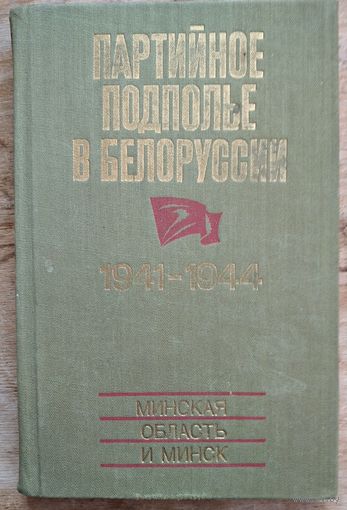 ПАРТИЙНОЕ
ПОДПОЛЬЕ
В БЕЛОРУССИИ
1941-1944
МИНСКАЯ
ОБЛАСТЬ
И МИНСК